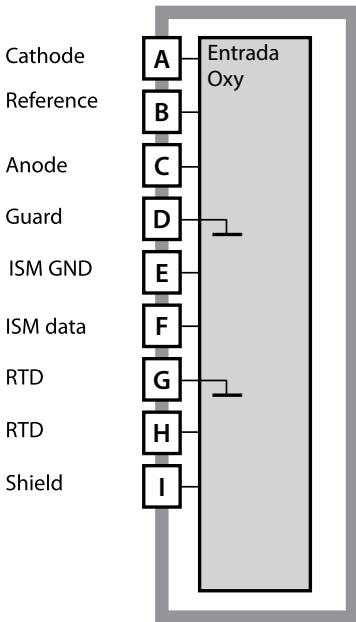 Cathode A Entrada
Oxy
Reference B
Anode C
Guard D
ISM GND E
ISM data F
RTD G
RTD H
Shield I